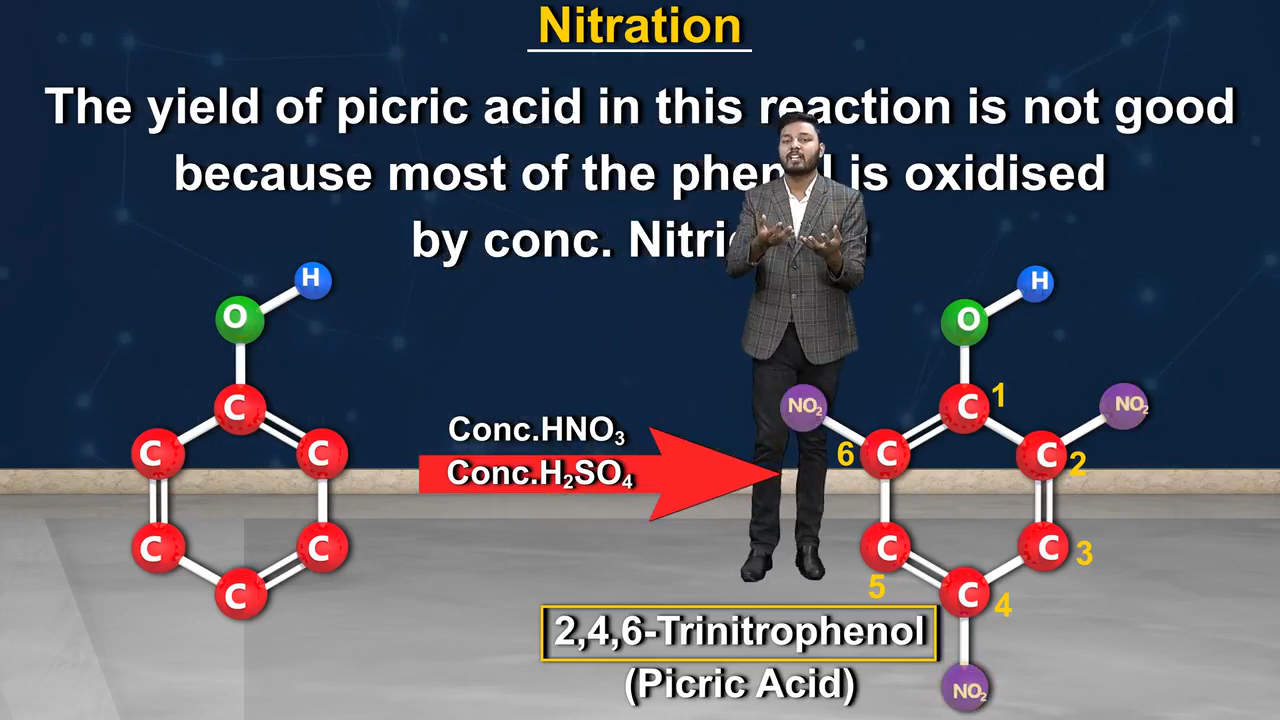 Nitration
The yield of picric acid in this reaction is not good
because most of the phenol is oxidised
by conc. Nitric
H
O
C
C
C
C
C
C
Conc.HNO₃
Conc.H₂SO₄
H
O
NO₂
C
1
NO₂
6
C
C
2
C
C
3
5
C
4
NO₂
2,4,6-Trinitrophenol
(Picric Acid)